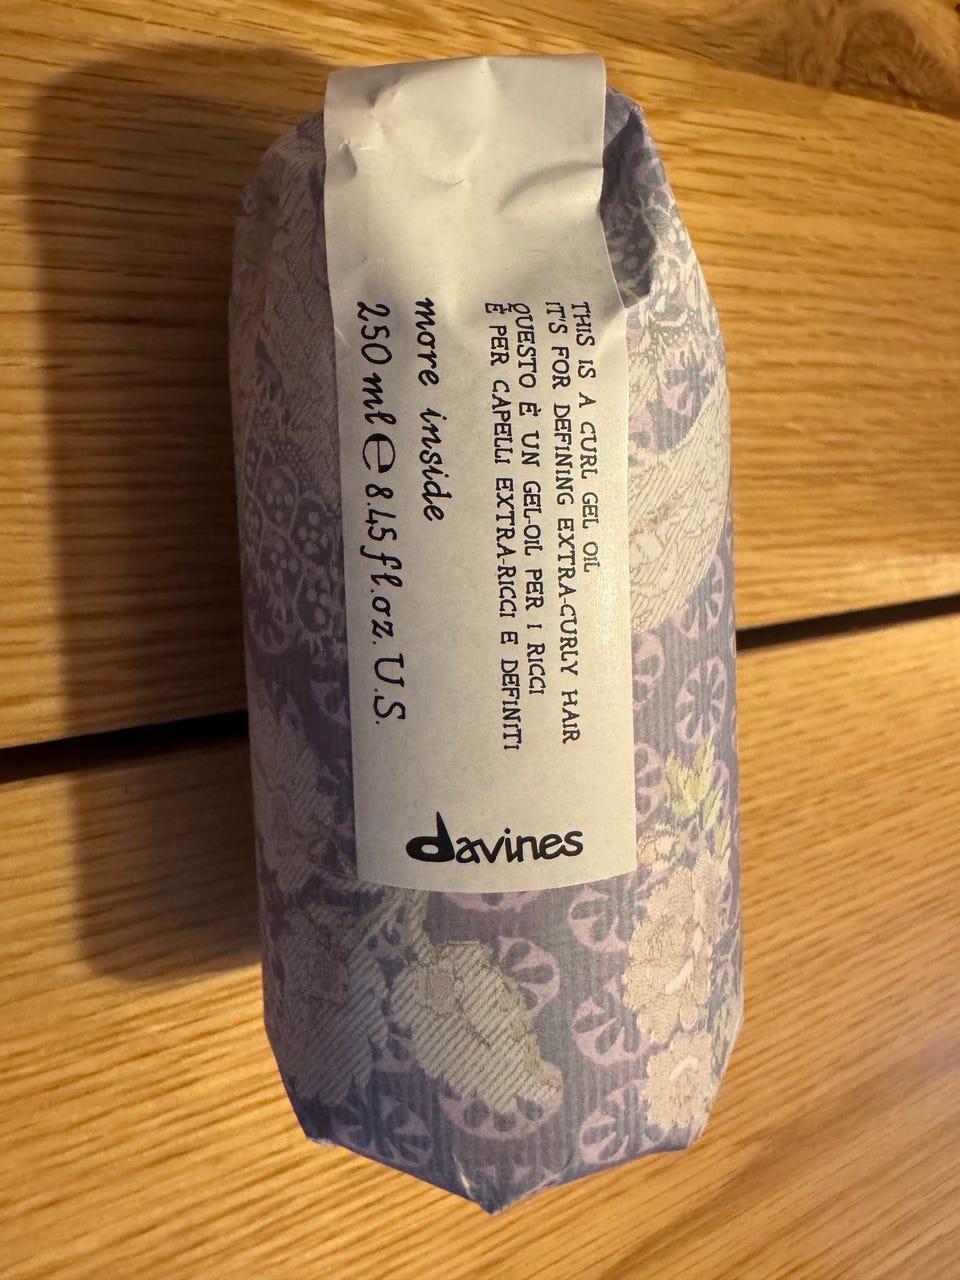 THIS IS A CURL GEL OIL
IT'S FOR DEFINING EXTRA-CURLY HAIR
QUESTO È UN GEL-OIL PER I RICCI
È PER CAPELLI EXTRA-RICCI E DEFINITI
more inside
250 ml ℮ 8.45 fl.oz. U.S.
davines